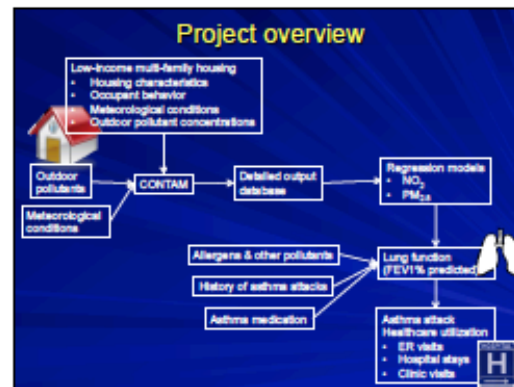 Project overview
Low-income multi-family housing
• Housing characteristics
• Occupant behavior
• Meteorological conditions
• Outdoor pollutant concentrations
Outdoor
pollutants
Meteorological
conditions
CONTAM
Detailed output
database
Regression models
• NO2
• PM2.5
Allergens & other pollutants
History of asthma attacks
Asthma medication
Lung function
(FEV1% predicted)
Asthma attack
Healthcare utilization
• ER visits
• Hospital stays
• Clinic visits
HOSPITAL
H